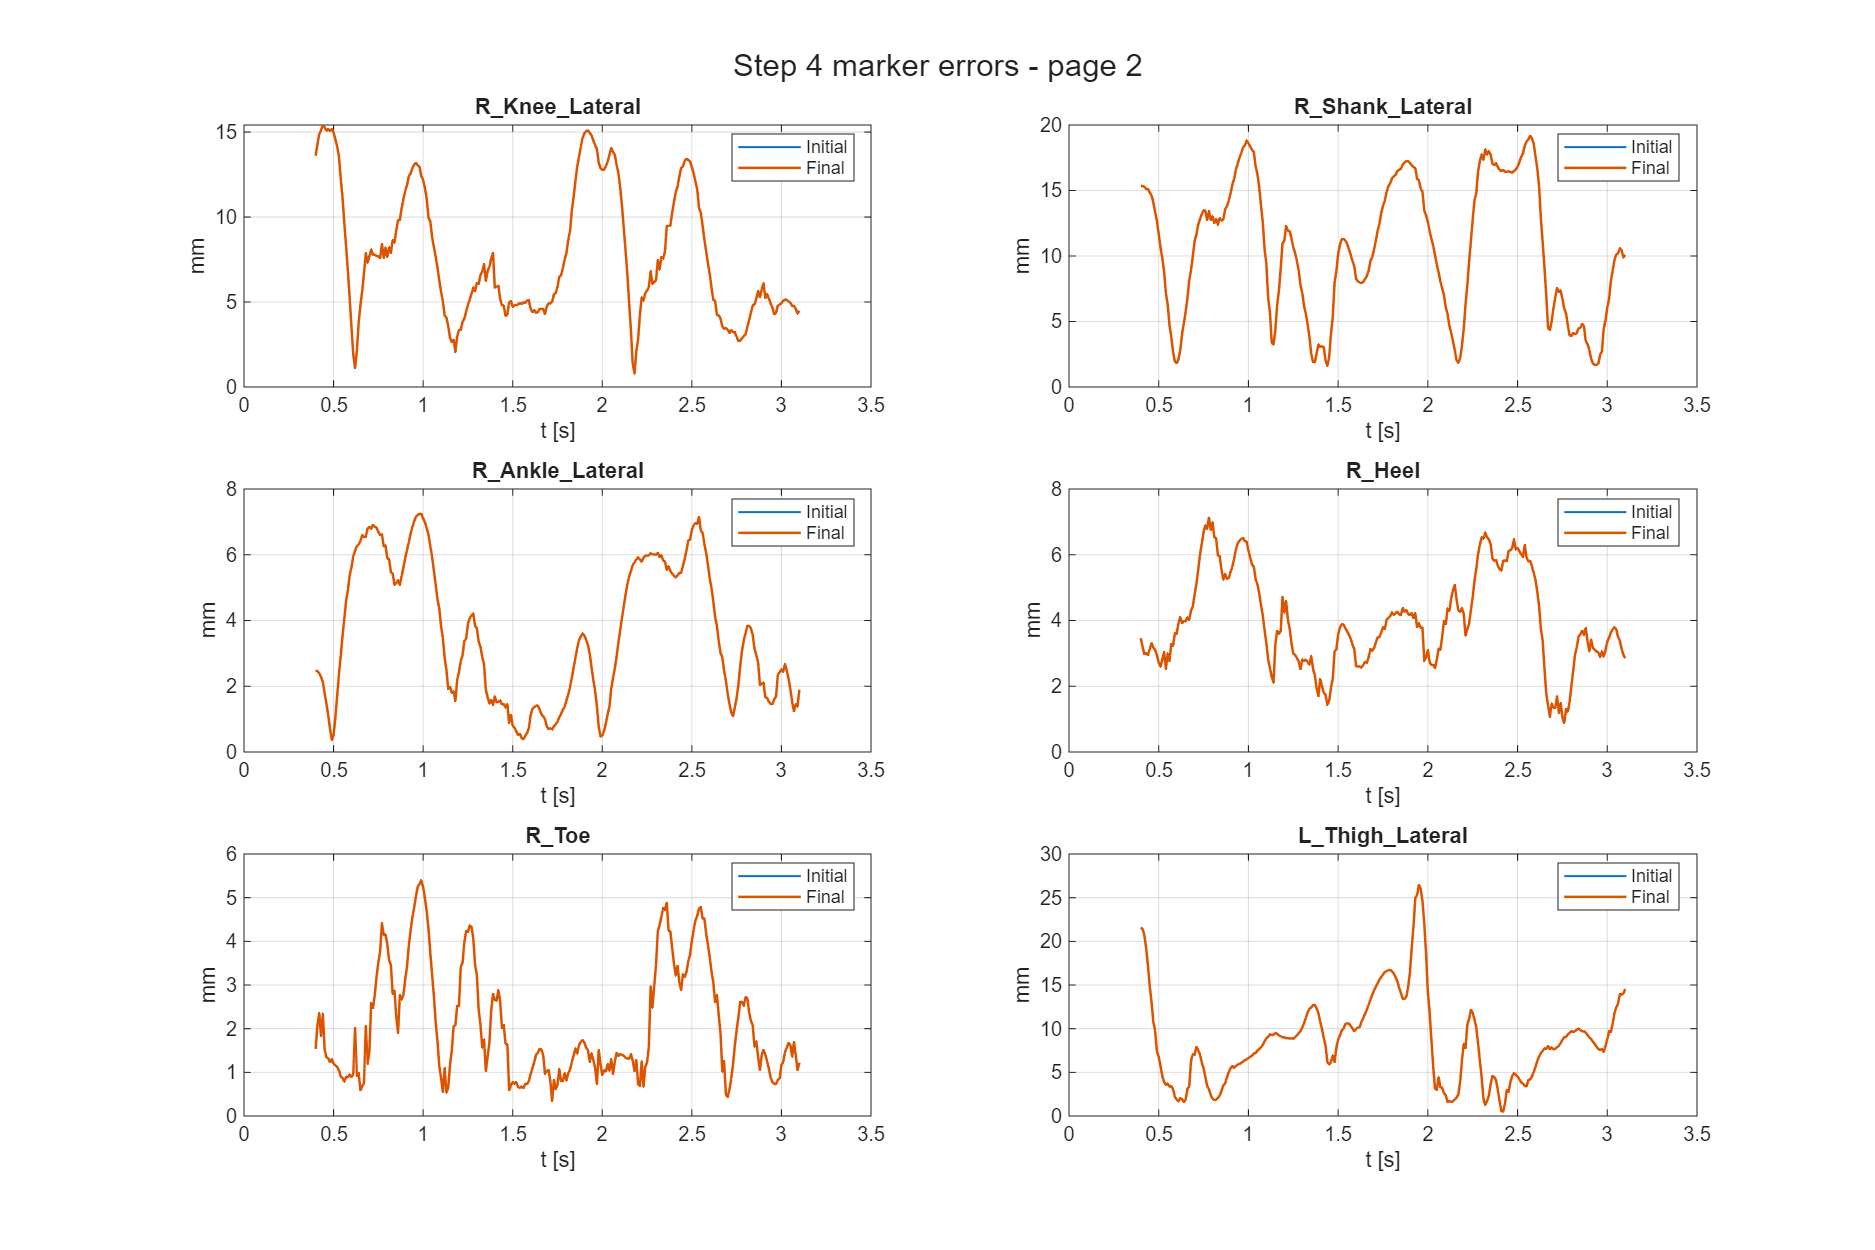 Step 4 marker errors - page 2
R_Knee_Lateral
15
10
5
0
mm
Initial
Final
0 0.5 1 1.5 2 2.5 3 3.5
t [s]
R_Shank_Lateral
20
15
10
5
0
mm
Initial
Final
0 0.5 1 1.5 2 2.5 3 3.5
t [s]
R_Ankle_Lateral
8
6
4
2
0
mm
Initial
Final
0 0.5 1 1.5 2 2.5 3 3.5
t [s]
R_Heel
8
6
4
2
0
mm
Initial
Final
0 0.5 1 1.5 2 2.5 3 3.5
t [s]
R_Toe
6
5
4
3
2
1
0
mm
Initial
Final
0 0.5 1 1.5 2 2.5 3 3.5
t [s]
L_Thigh_Lateral
30
25
20
15
10
5
0
mm
Initial
Final
0 0.5 1 1.5 2 2.5 3 3.5
t [s]